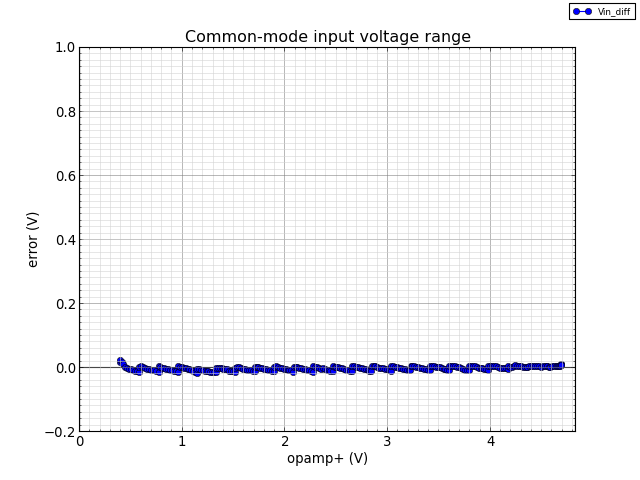 Vin_diff
Common-mode input voltage range
1.0
0.8
0.6
0.4
0.2
0.0
−0.2
error (V)
0 1 2 3 4
opamp+ (V)